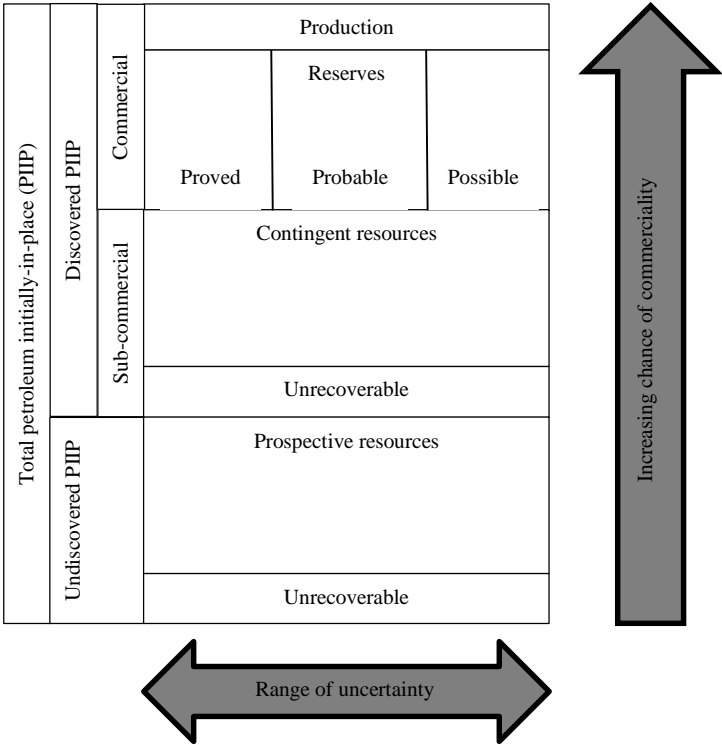 Total petroleum initially-in-place (PIIP)
Discovered PIIP
Undiscovered PIIP
Commercial
Sub-commercial
Production
Reserves
Proved
Probable
Possible
Contingent resources
Unrecoverable
Prospective resources
Unrecoverable
Increasing chance of commerciality
Range of uncertainty